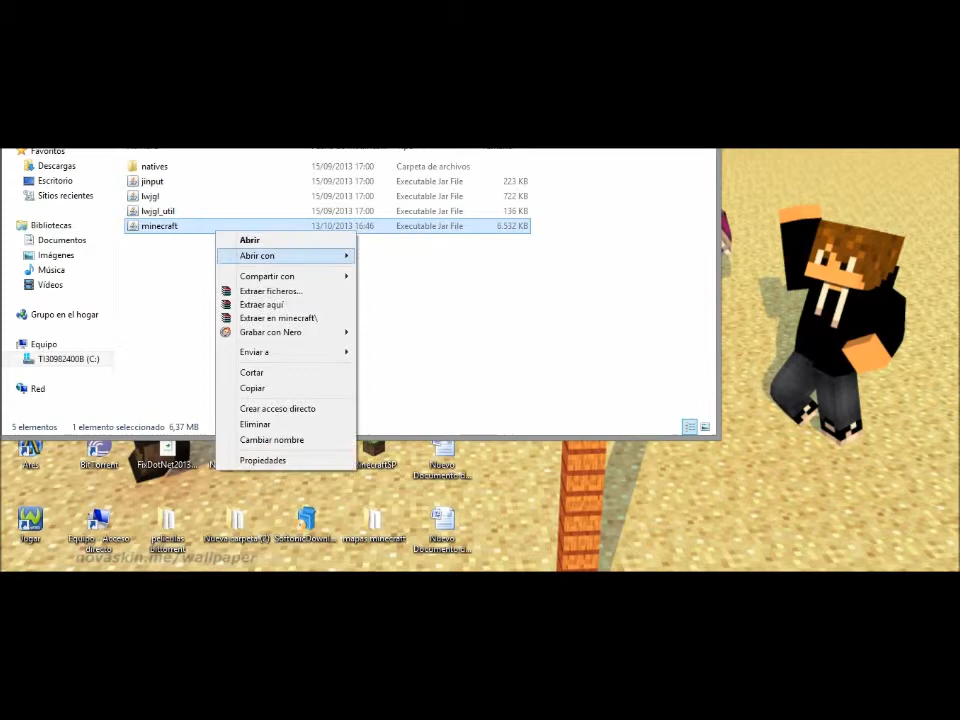 Favoritos
Descargas
Escritorio
Sitios recientes
Bibliotecas
Documentos
Imágenes
Música
Vídeos
Grupo en el hogar
Equipo
TI30982400B (C:)
Red
natives 15/09/2013 17:00 Carpeta de archivos
jinput 15/09/2013 17:00 Executable Jar File 223 KB
lwjgl 15/09/2013 17:00 Executable Jar File 722 KB
lwjgl_util 15/09/2013 17:00 Executable Jar File 136 KB
minecraft 13/10/2013 16:46 Executable Jar File 6.532 KB
Abrir
Abrir con
Compartir con
Extraer ficheros...
Extraer aquí
Extraer en minecraft\
Grabar con Nero
Enviar a
Cortar
Copiar
Crear acceso directo
Eliminar
Cambiar nombre
Propiedades
5 elementos 1 elemento seleccionado 6,37 MB
Ares
BitTorrent
FixDotNet2013...
Nuevo
Documento d...
Jugar
Equipo - Acceso
directo
peliculas
bittorrent
Nueva carpeta (2)
SoftonicDownl...
mapas minecraft
Nuevo
Documento d...
novaskin.me/wallpaper